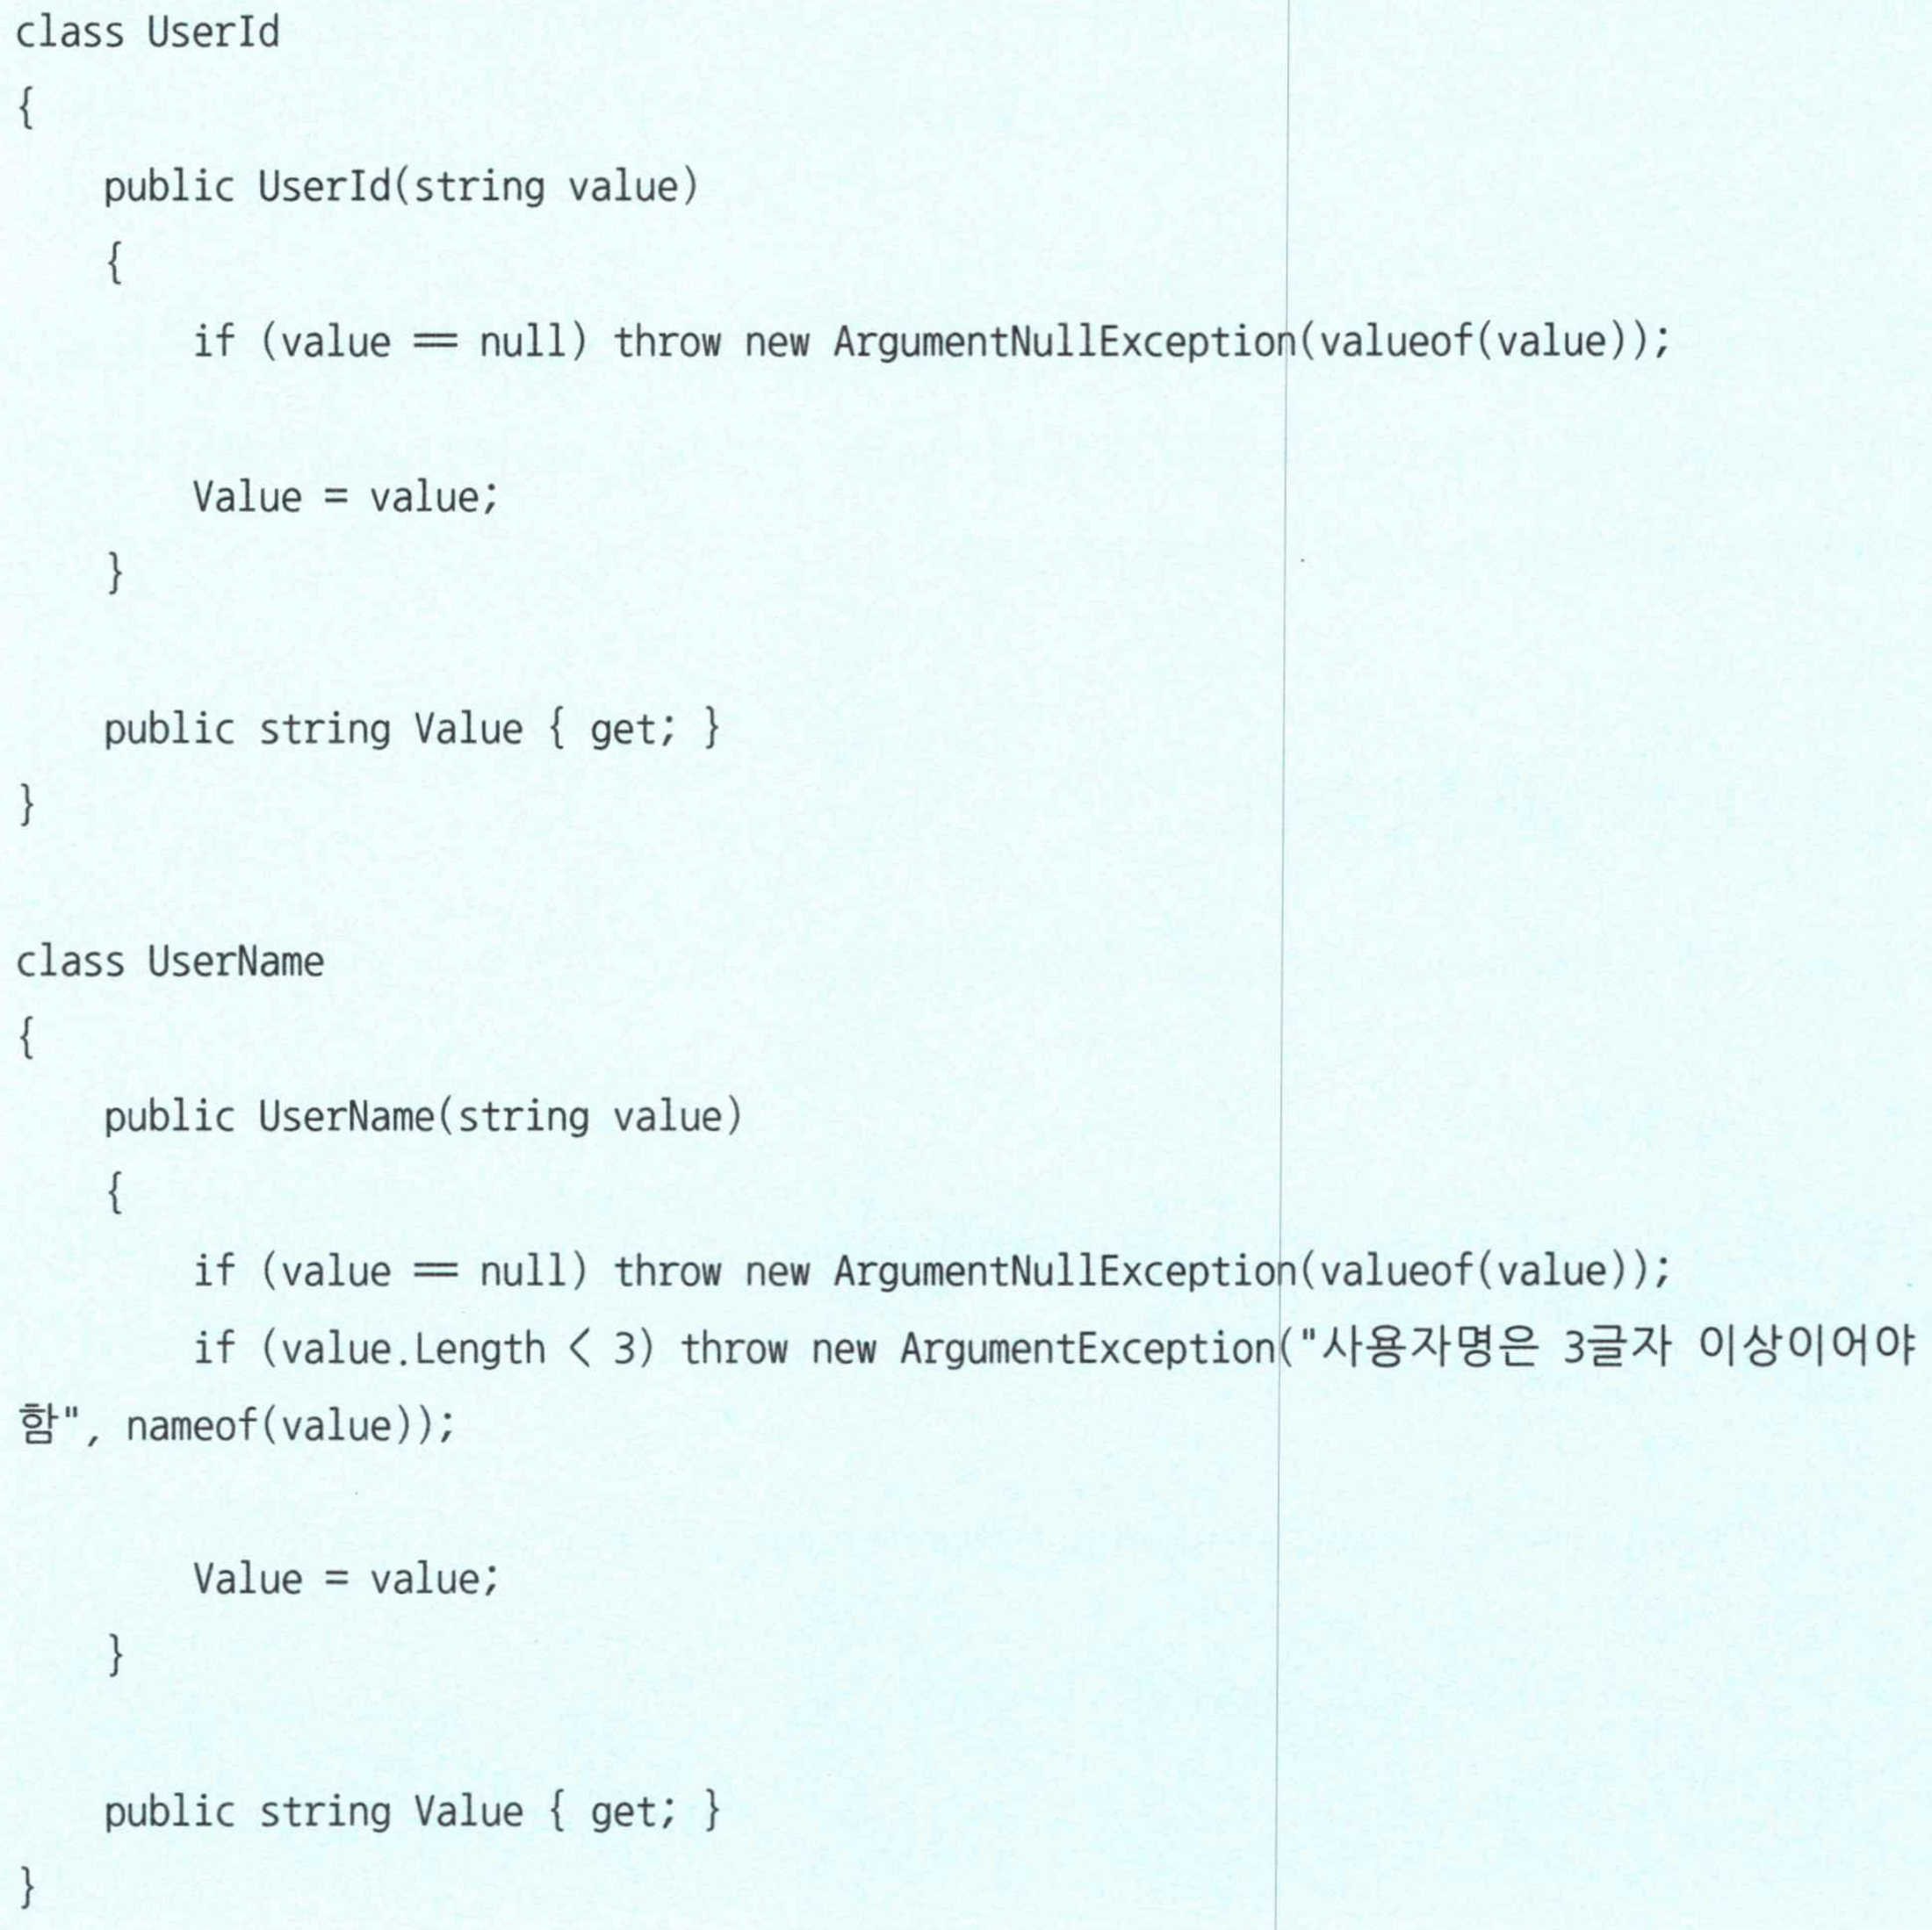 class UserId
{
    public UserId(string value)
    {
        if (value == null) throw new ArgumentNullException(valueof(value));

        Value = value;
    }

    public string Value { get; }
}

class UserName
{
    public UserName(string value)
    {
        if (value == null) throw new ArgumentNullException(valueof(value));
        if (value.Length < 3) throw new ArgumentException("사용자명은 3글자 이상이어야
함", nameof(value));

        Value = value;
    }

    public string Value { get; }
}